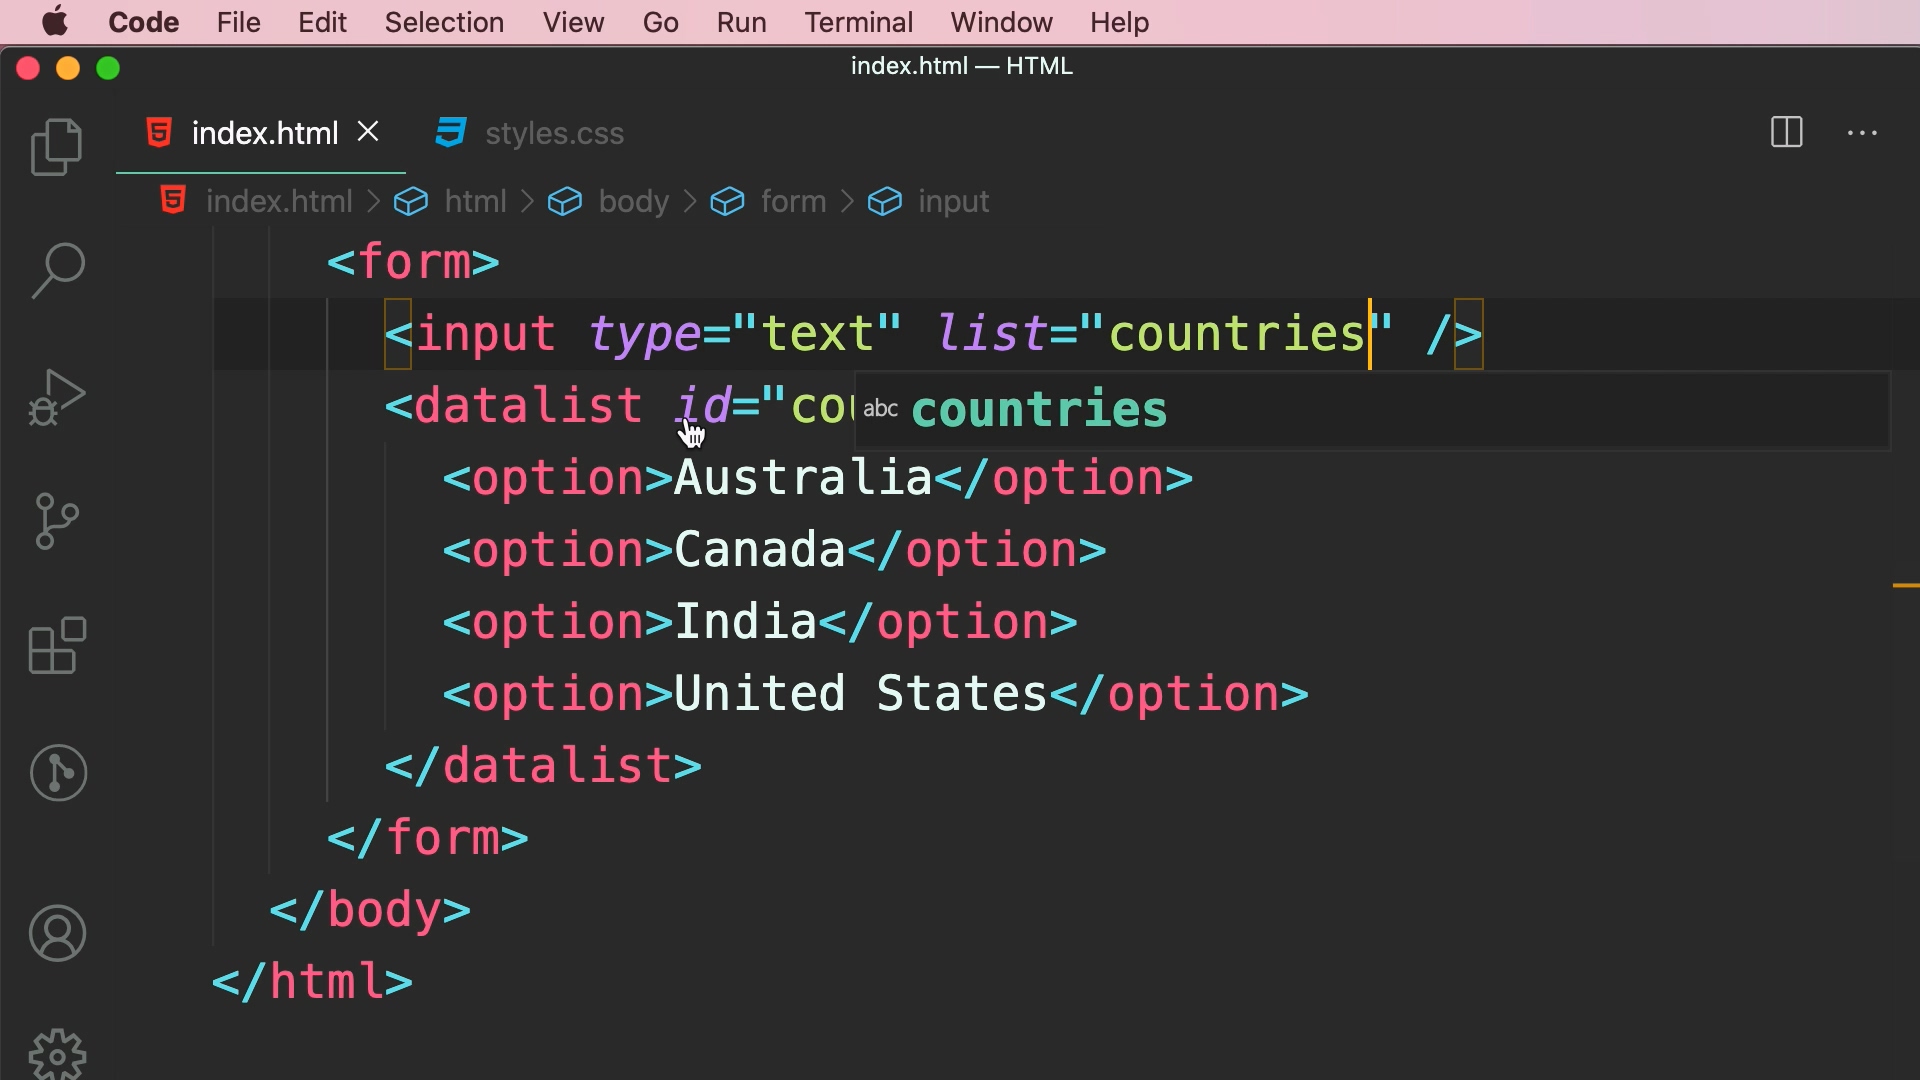 Code File Edit Selection View Go Run Terminal Window Help
index.html — HTML
index.html styles.css
index.html > html > body > form > input
<form>
<input type="text" list="countries" />
<datalist id="cou
abc countries
<option>Australia</option>
<option>Canada</option>
<option>India</option>
<option>United States</option>
</datalist>
</form>
</body>
</html>